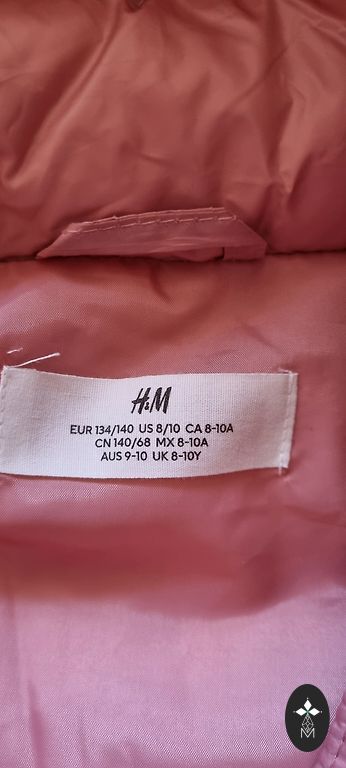 H&M
EUR 134/140 US 8/10 CA 8-10A
CN 140/68 MX 8-10A
AUS 9-10 UK 8-10Y